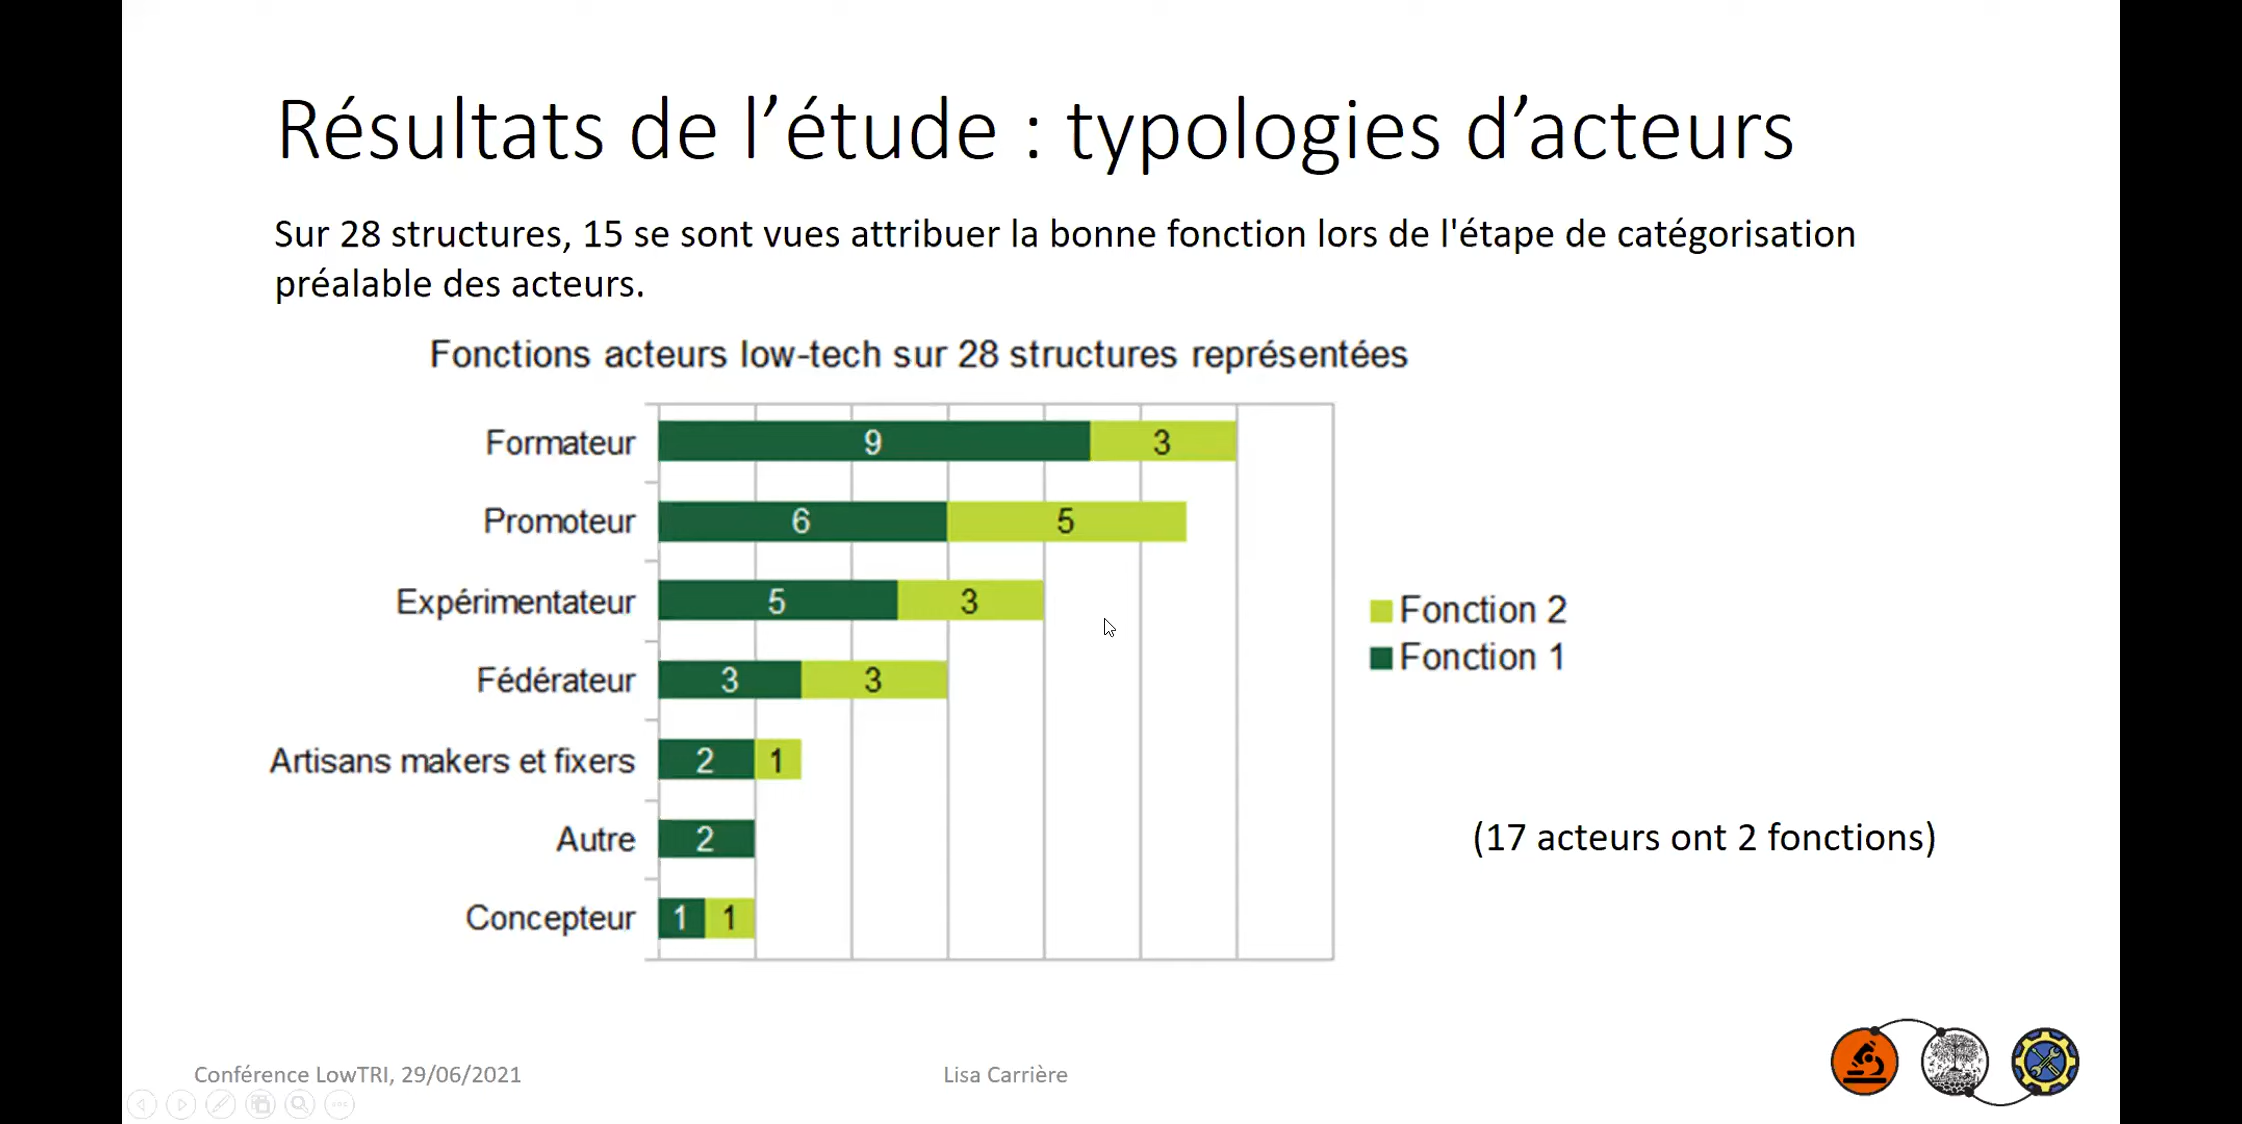 Résultats de l’étude : typologies d’acteurs
Sur 28 structures, 15 se sont vues attribuer la bonne fonction lors de l'étape de catégorisation
préalable des acteurs.
Fonctions acteurs low-tech sur 28 structures représentées
Formateur 9 3
Promoteur 6 5
Expérimentateur 5 3
Fédérateur 3 3
Artisans makers et fixers 2 1
Autre 2
Concepteur 1 1
Fonction 2
Fonction 1
(17 acteurs ont 2 fonctions)
Conférence LowTRI, 29/06/2021
Lisa Carrière